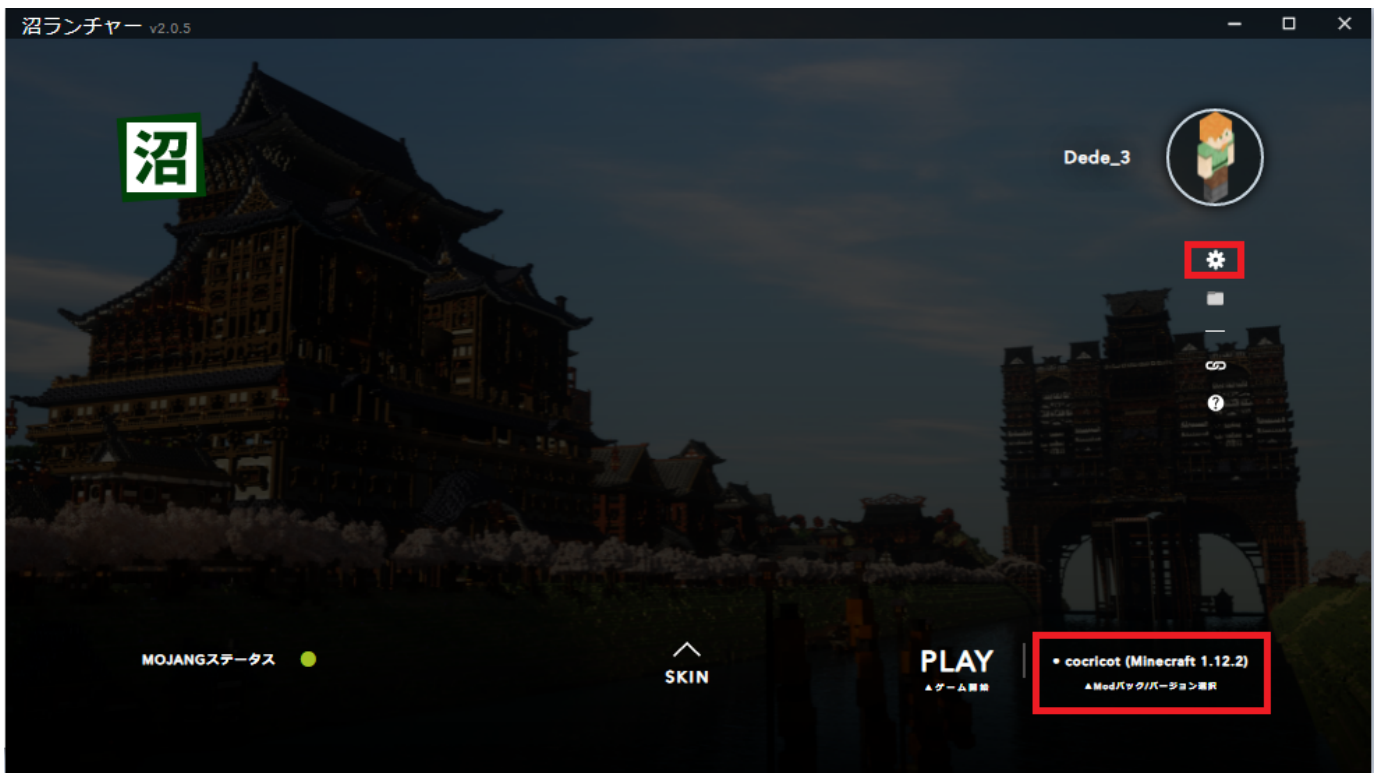 沼ランチャー v2.0.5
沼
Dede_3
MOJANGステータス
SKIN
PLAY
▲ゲーム開始
• cocricot (Minecraft 1.12.2)
▲Modパック/バージョン選択